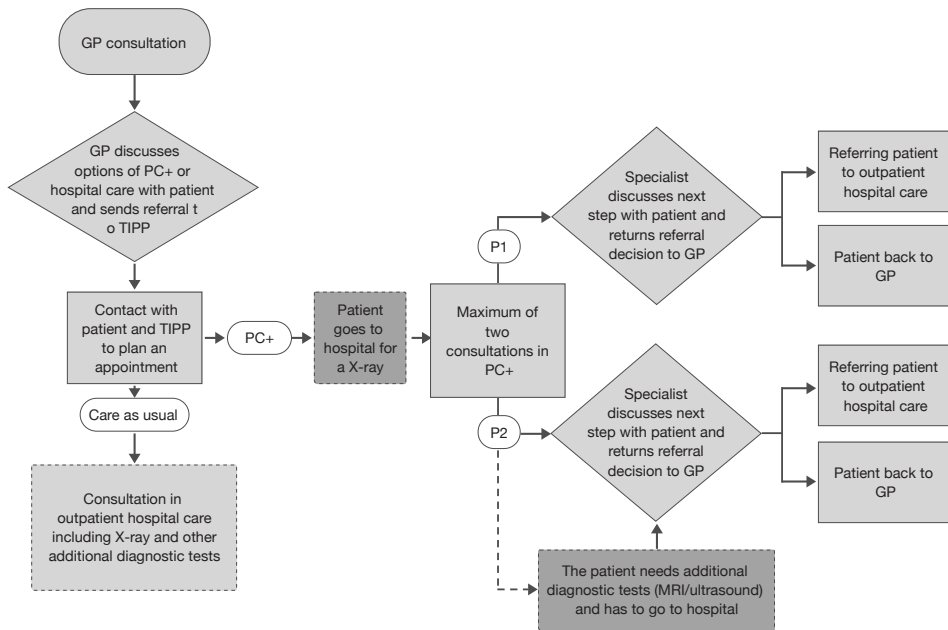 GP consultation
GP discusses
options of PC+ or
hospital care with patient
and sends referral t
o TIPP
Contact with
patient and TIPP
to plan an
appointment
PC+
Care as usual
Consultation in
outpatient hospital care
including X-ray and other
additional diagnostic tests
Patient
goes to
hospital for
a X-ray
Maximum of
two
consultations in
PC+
P1
Specialist
discusses next
step with patient and
returns referral
decision to GP
Referring patient
to outpatient
hospital care
Patient back to
GP
P2
Specialist
discusses next
step with patient and
returns referral
decision to GP
Referring patient
to outpatient
hospital care
Patient back to
GP
The patient needs additional
diagnostic tests (MRI/ultrasound)
and has to go to hospital